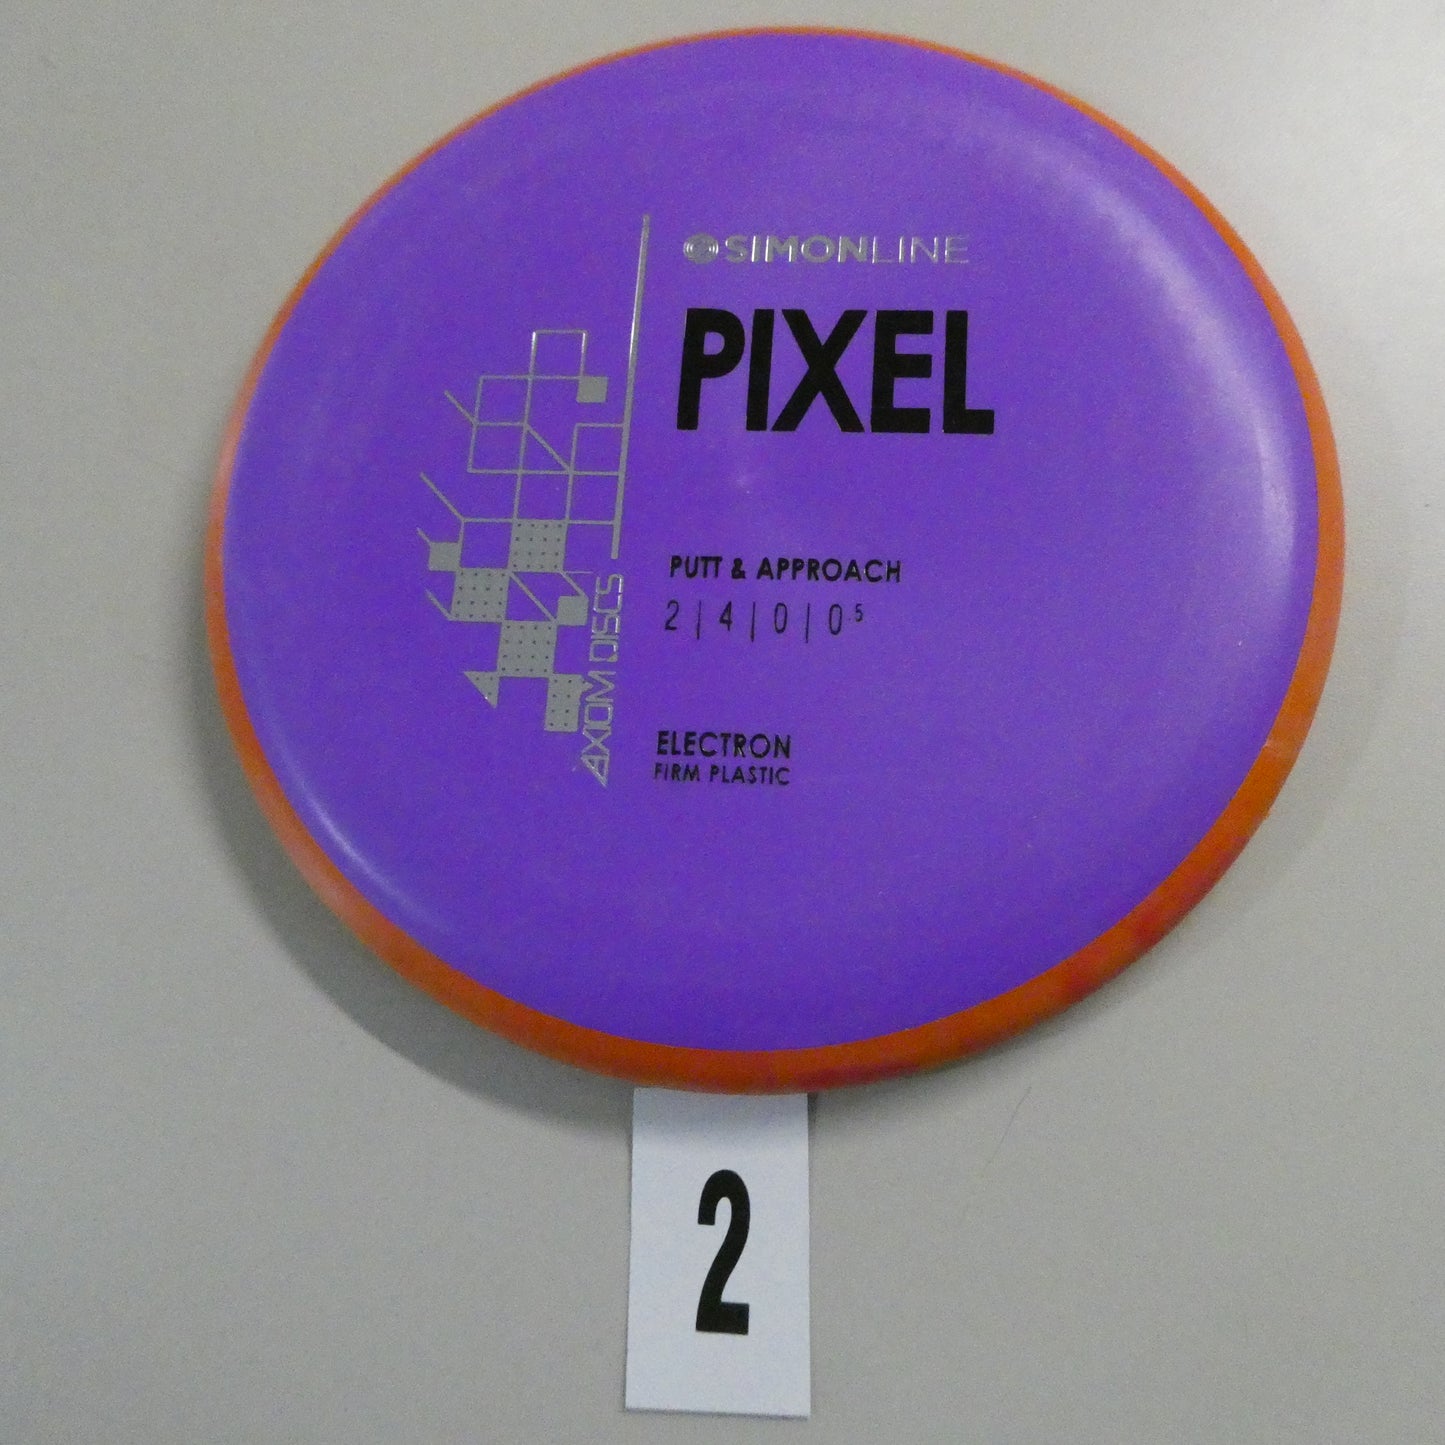 SIMONLINE
PIXEL
PUTT & APPROACH
2 | 4 | 0 | 0.5
ELECTRON
FIRM PLASTIC
AXIOM DISCS
2